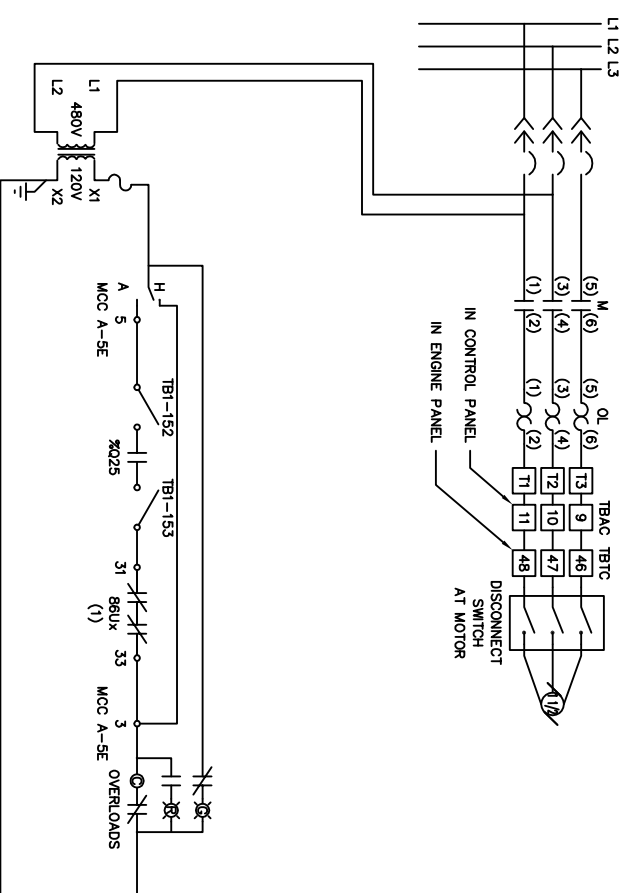 L1
L2
L3
M
OL
TBAC
TBTC
(5) (6) (5) (6) T3 9 46
(3) (4) (3) (4) T2 10 47
(1) (2) (1) (2) T1 11 48
1 1/2
DISCONNECT
SWITCH
AT MOTOR
IN CONTROL PANEL
IN ENGINE PANEL
L1
L2
480V
120V
X1
X2
H
A
5
MCC A-5E
TB1-152
%Q25
TB1-153
31
86Ux
(1)
33
3
MCC A-5E
G
R
C
OVERLOADS